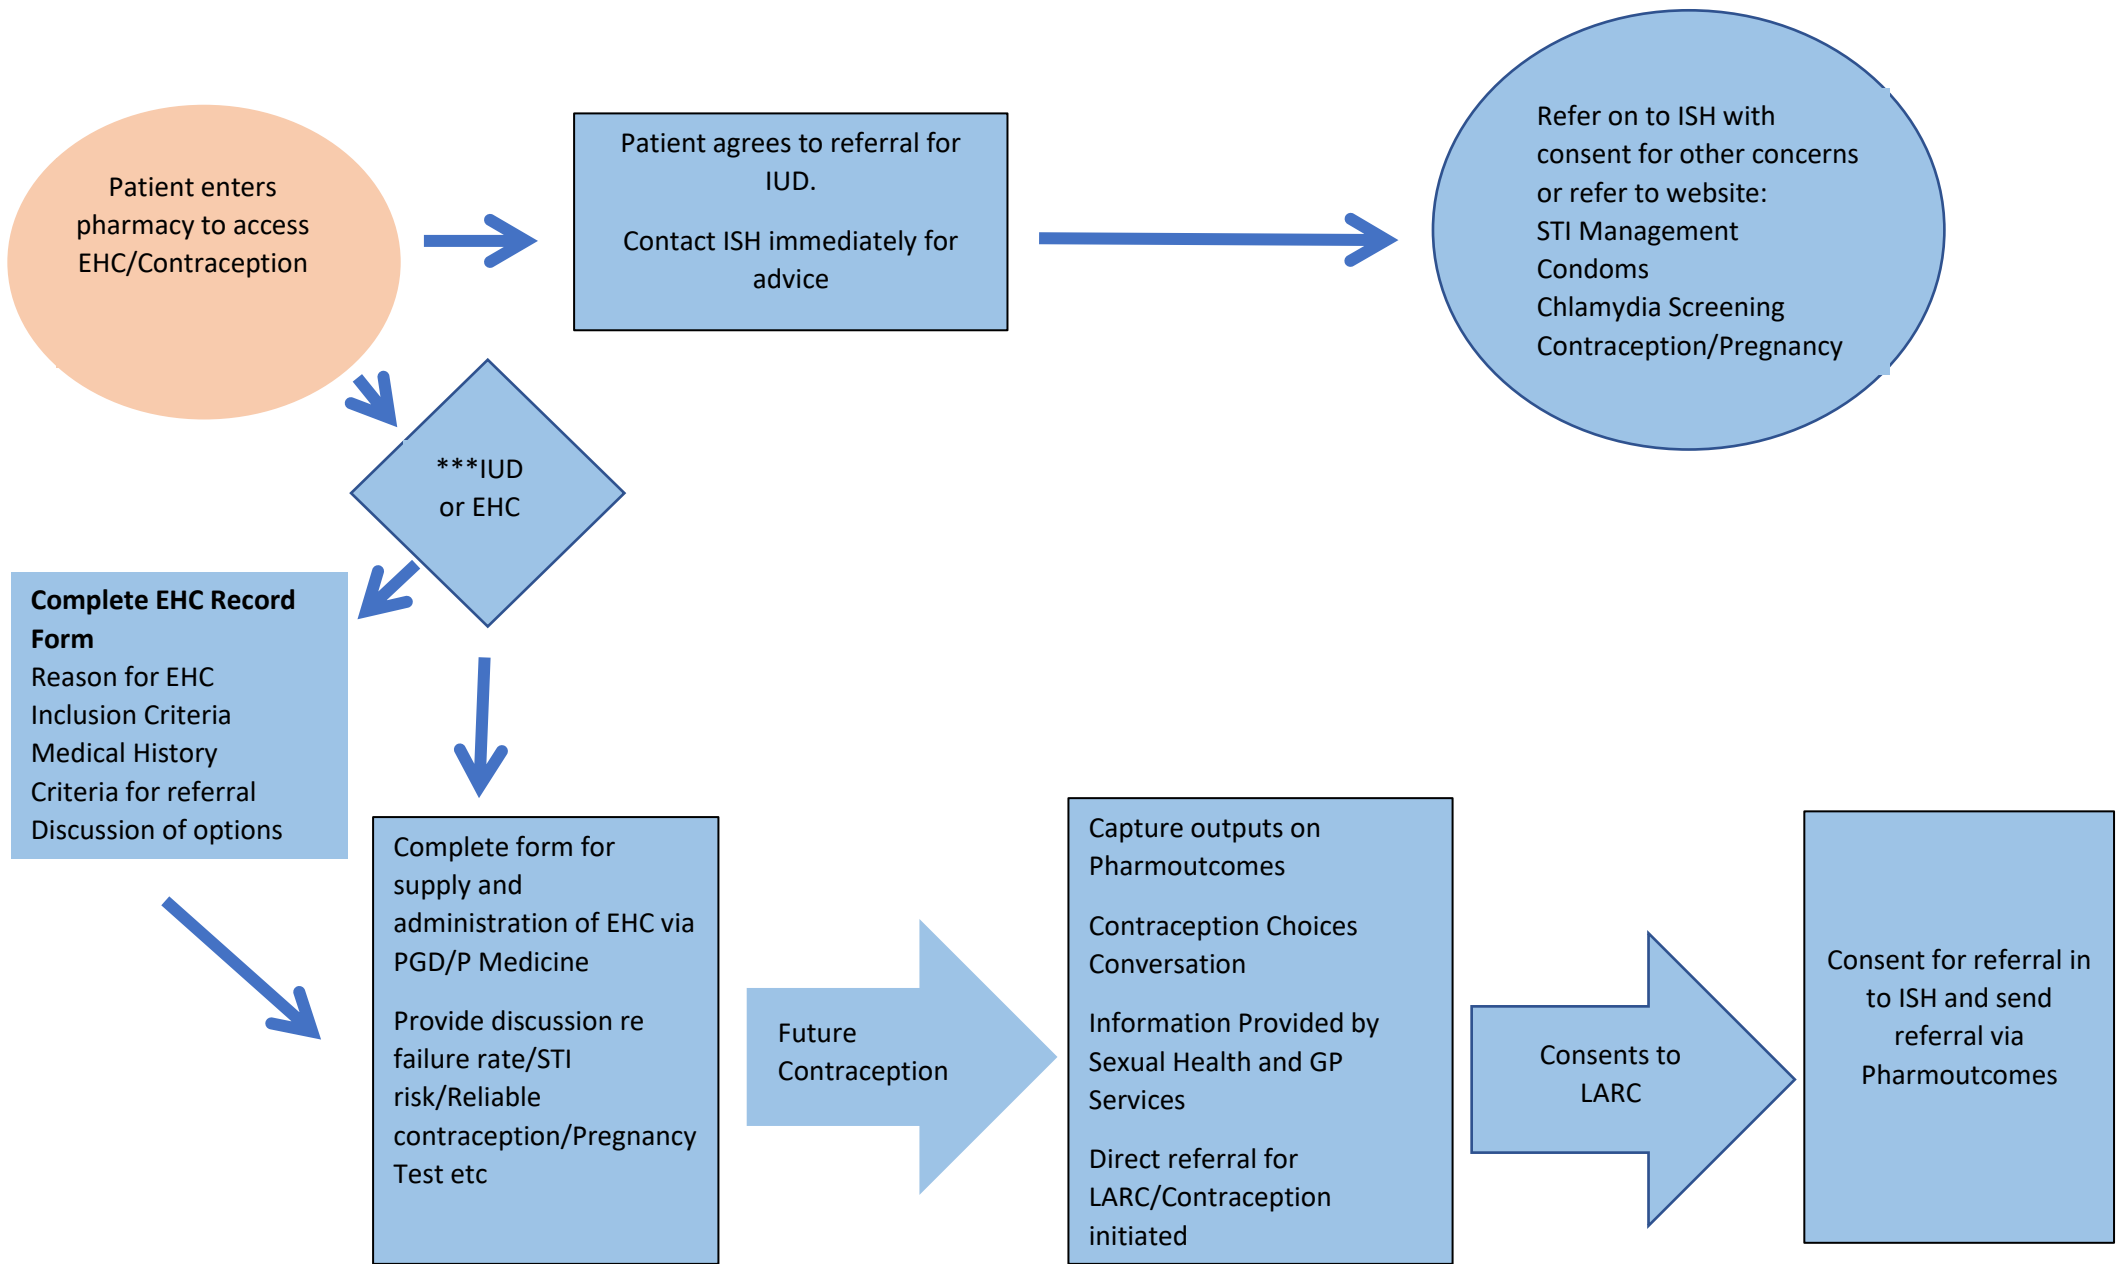 Patient enters
pharmacy to access
EHC/Contraception
Patient agrees to referral for
IUD.
Contact ISH immediately for
advice
Refer on to ISH with
consent for other concerns
or refer to website:
STI Management
Condoms
Chlamydia Screening
Contraception/Pregnancy
***IUD
or EHC
Complete EHC Record
Form
Reason for EHC
Inclusion Criteria
Medical History
Criteria for referral
Discussion of options
Complete form for
supply and
administration of EHC via
PGD/P Medicine
Provide discussion re
failure rate/STI
risk/Reliable
contraception/Pregnancy
Test etc
Future
Contraception
Capture outputs on
Pharmoutcomes
Contraception Choices
Conversation
Information Provided by
Sexual Health and GP
Services
Direct referral for
LARC/Contraception
initiated
Consents to
LARC
Consent for referral in
to ISH and send
referral via
Pharmoutcomes